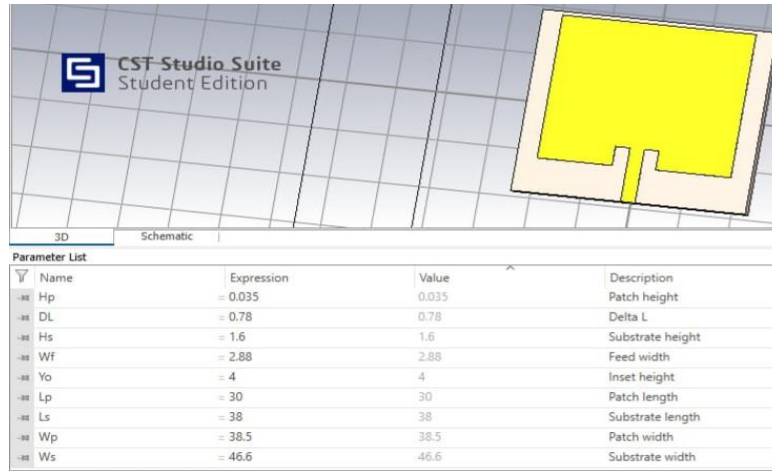 CST Studio Suite
Student Edition
3D Schematic
Parameter List
Name Expression Value Description
Hp = 0.035 0.035 Patch height
DL = 0.78 0.78 Delta L
Hs = 1.6 1.6 Substrate height
Wf = 2.88 2.88 Feed width
Yo = 4 4 Inset height
Lp = 30 30 Patch length
Ls = 38 38 Substrate length
Wp = 38.5 38.5 Patch width
Ws = 46.6 46.6 Substrate width